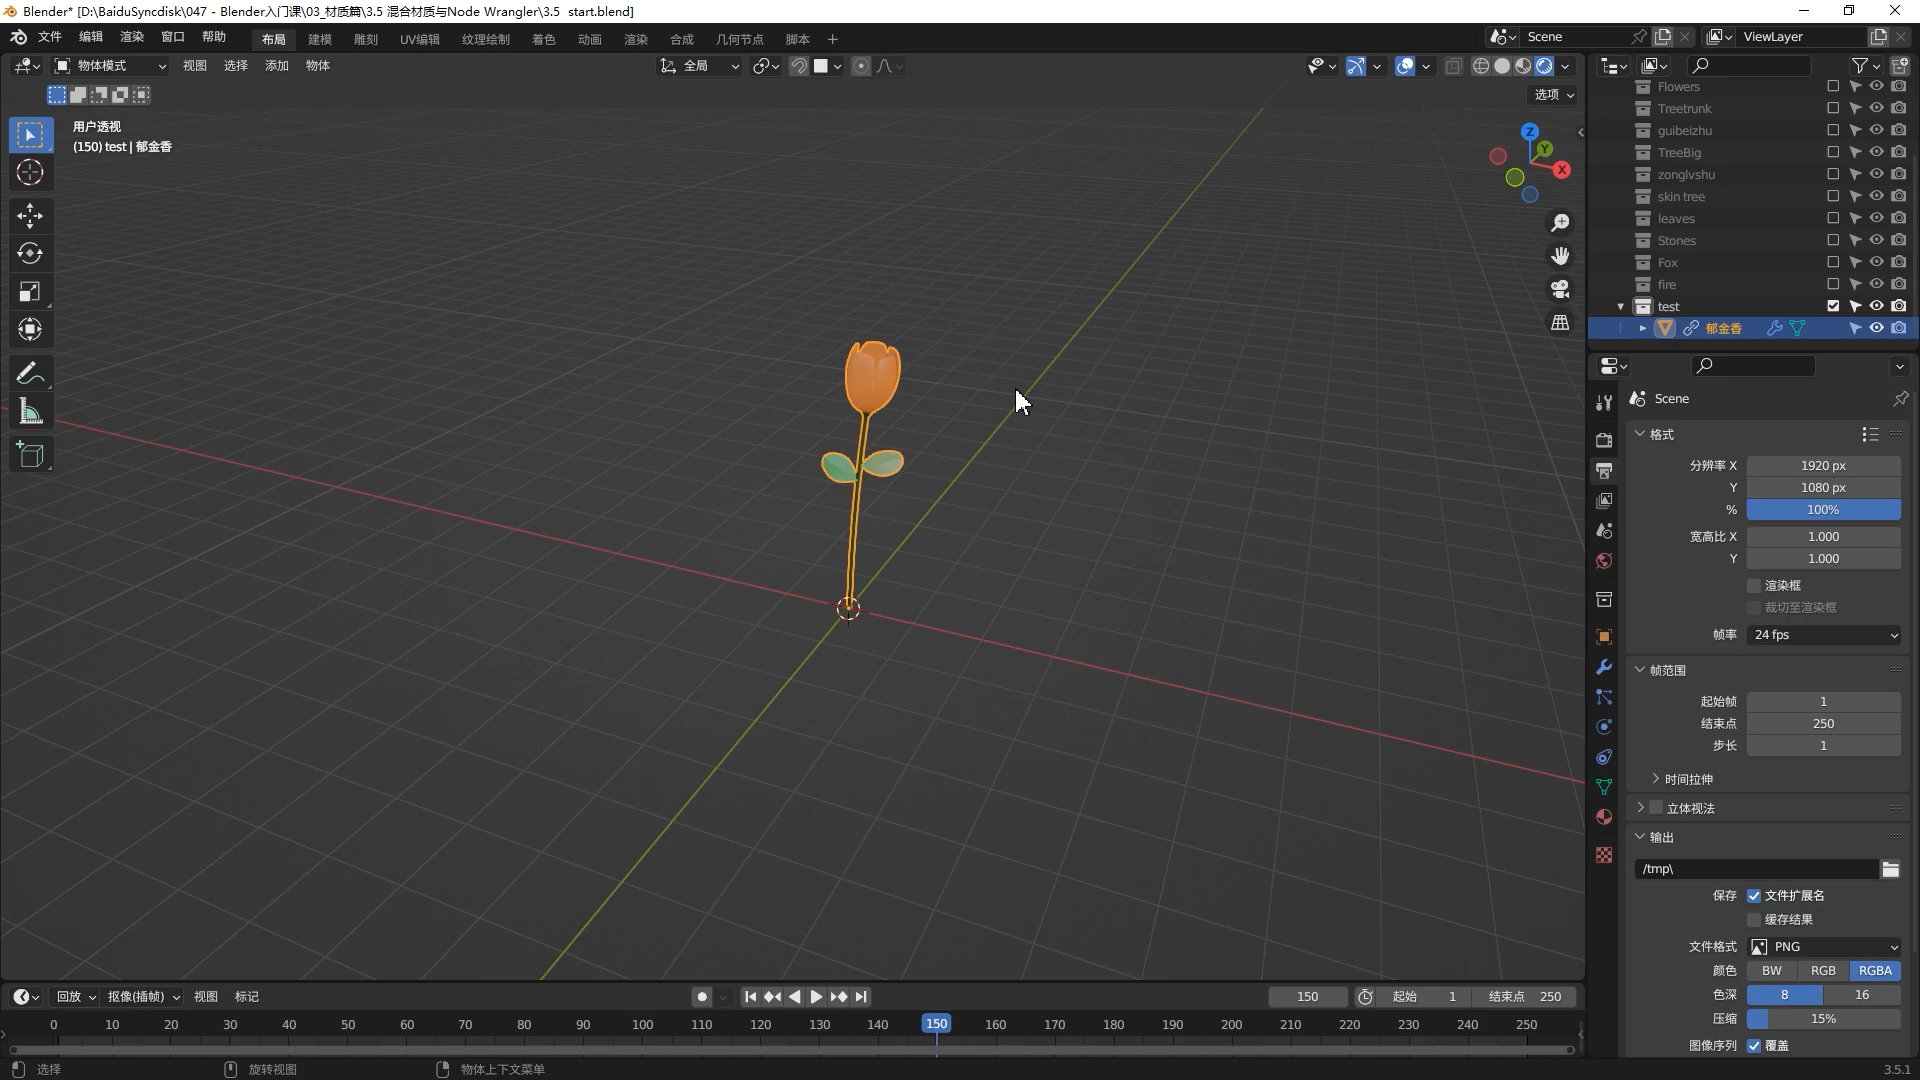 Blender* [D:\BaiduSyncdisk\047 - Blender入门课\03_材质篇\3.5 混合材质与Node Wrangler\3.5  start.blend]
文件 编辑 渲染 窗口 帮助 布局 建模 雕刻 UV编辑 纹理绘制 着色 动画 渲染 合成 几何节点 脚本 + Scene ViewLayer
物体模式 视图 选择 添加 物体 全局
选项
用户透视
(150) test | 郁金香
Z
Y
X
Flowers
Treetrunk
guibeizhu
TreeBig
zonglvshu
skin tree
leaves
Stones
Fox
fire
test
郁金香
Scene
格式
分辨率 X 1920 px
Y 1080 px
% 100%
宽高比 X 1.000
Y 1.000
渲染框
裁切至渲染框
帧率 24 fps
帧范围
起始帧 1
结束点 250
步长 1
时间拉伸
立体视法
输出
/tmp\
保存 文件扩展名
缓存结果
文件格式 PNG
颜色 BW RGB RGBA
色深 8 16
压缩 15%
图像序列 覆盖
回放 抠像(插帧) 视图 标记 150 起始 1 结束点 250
0 10 20 30 40 50 60 70 80 90 100 110 120 130 140 150 160 170 180 190 200 210 220 230 240 250
选择 旋转视图 物体上下文菜单 3.5.1